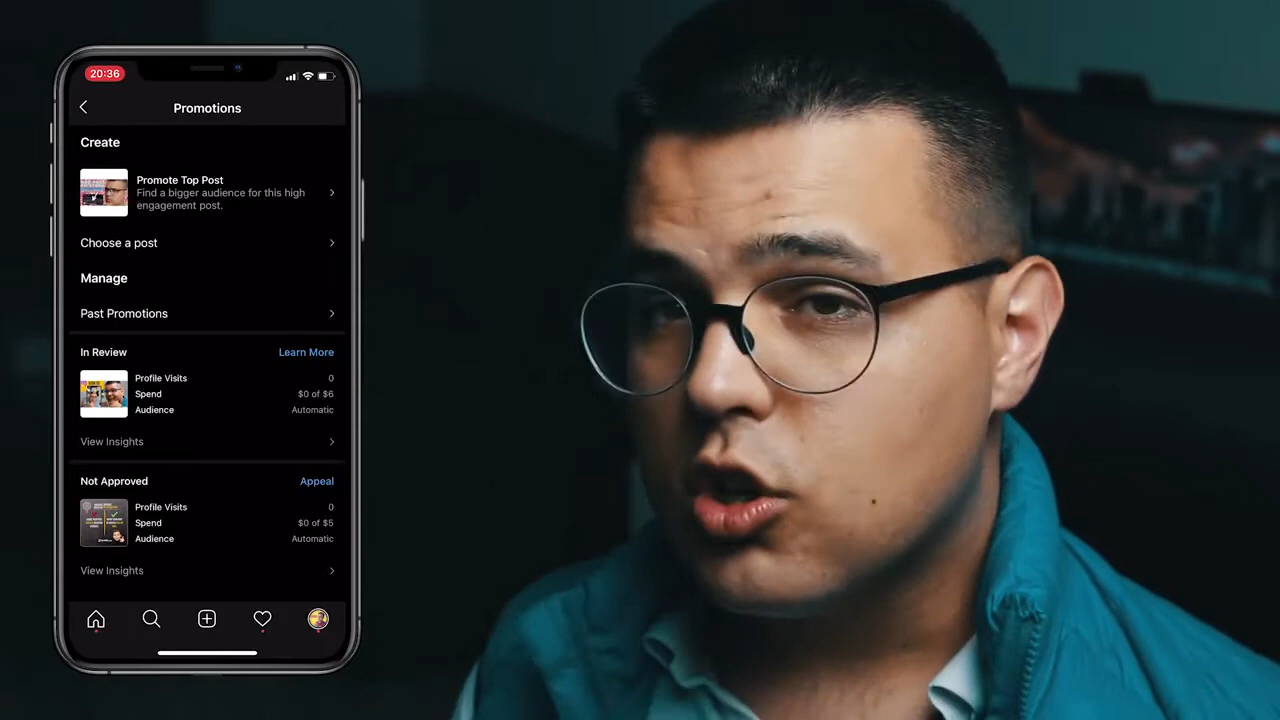 20:36
Promotions
Create
Promote Top Post
Find a bigger audience for this high
engagement post.
Choose a post
Manage
Past Promotions
In Review Learn More
Profile Visits 0
Spend $0 of $6
Audience Automatic
View Insights
Not Approved Appeal
Profile Visits 0
Spend $0 of $5
Audience Automatic
View Insights